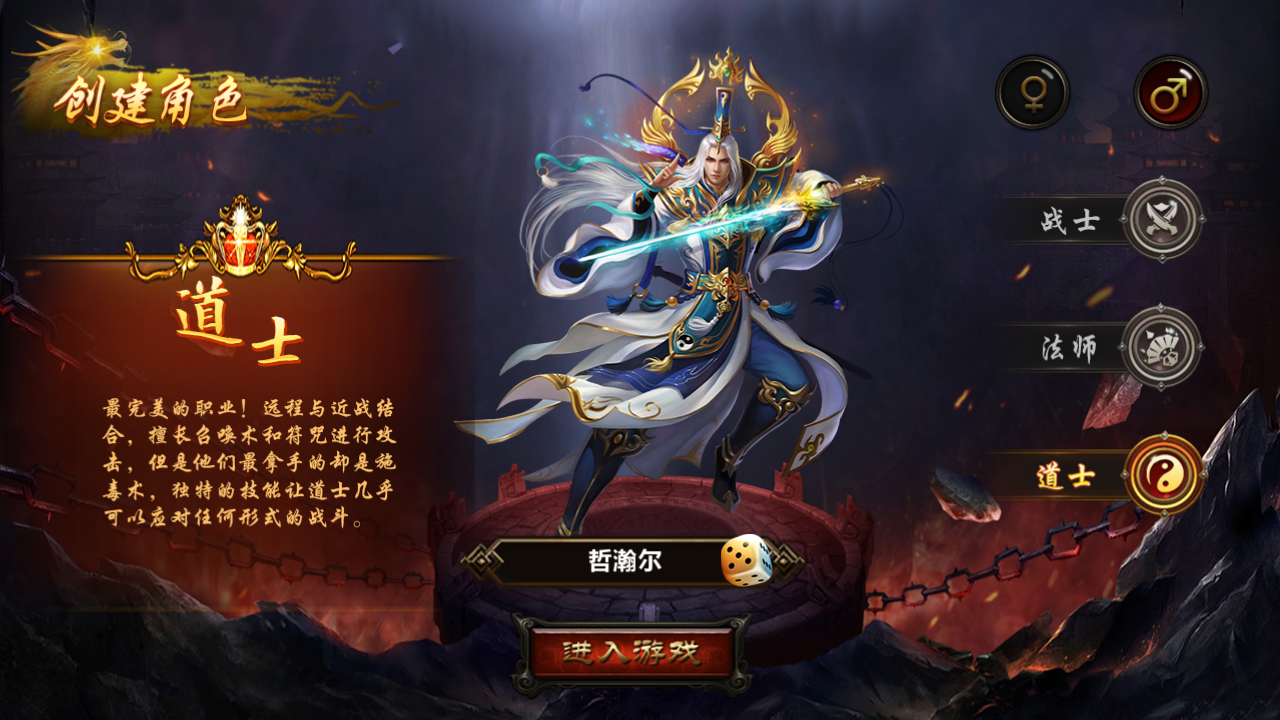 创建角色
道士
最完美的职业！远程与近战结
合，擅长召唤术和符咒进行攻
击，但是他们最拿手的却是施
毒术，独特的技能让道士几乎
可以应对任何形式的战斗。
战士
法师
道士
哲瀚尔
进入游戏